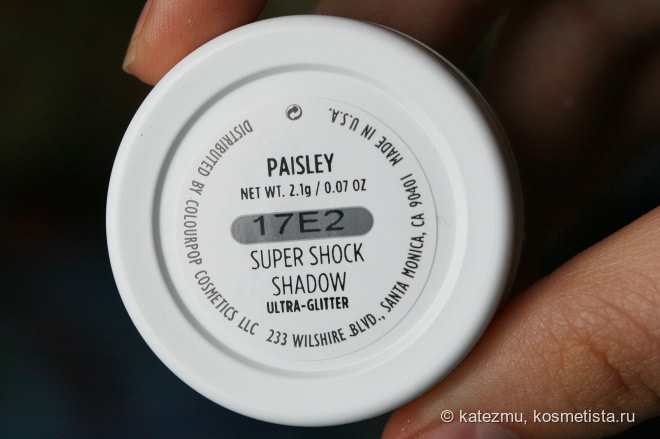 PAISLEY
NET WT. 2.1g / 0.07 OZ
17E2
SUPER SHOCK
SHADOW
ULTRA-GLITTER
DISTRIBUTED BY COLOURPOP COSMETICS LLC 233 WILSHIRE BLVD., SANTA MONICA, CA 90401 MADE IN U.S.A.
© katezmu, kosmetista.ru